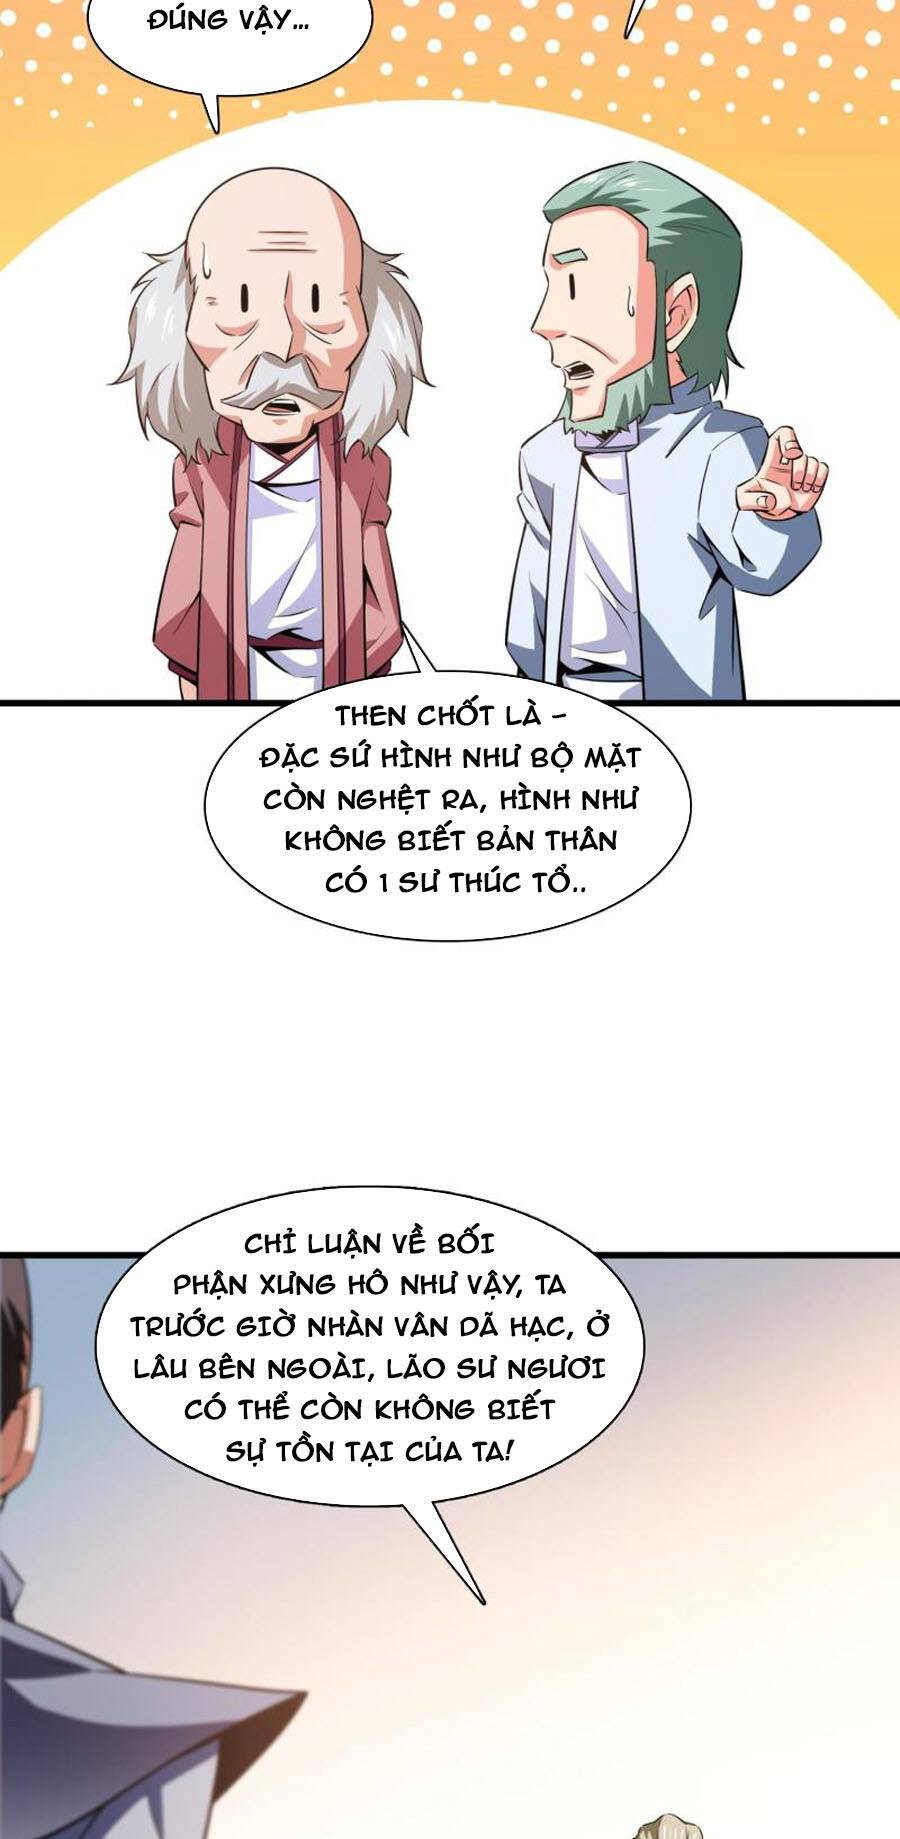 ĐÚNG VẬY...
THEN CHỐT LÀ -
ĐẶC SỨ HÌNH NHƯ BỘ MẶT
CÒN NGHỆT RA, HÌNH NHƯ
KHÔNG BIẾT BẢN THÂN
CÓ 1 SƯ THÚC TỔ..
CHỈ LUẬN VỀ BỐI
PHẬN XƯNG HÔ NHƯ VẬY, TA
TRƯỚC GIỜ NHÀN VÂN DÃ HẠC, Ở
LÂU BÊN NGOÀI, LÃO SƯ NGƯƠI
CÓ THỂ CÒN KHÔNG BIẾT
SỰ TỒN TẠI CỦA TA!